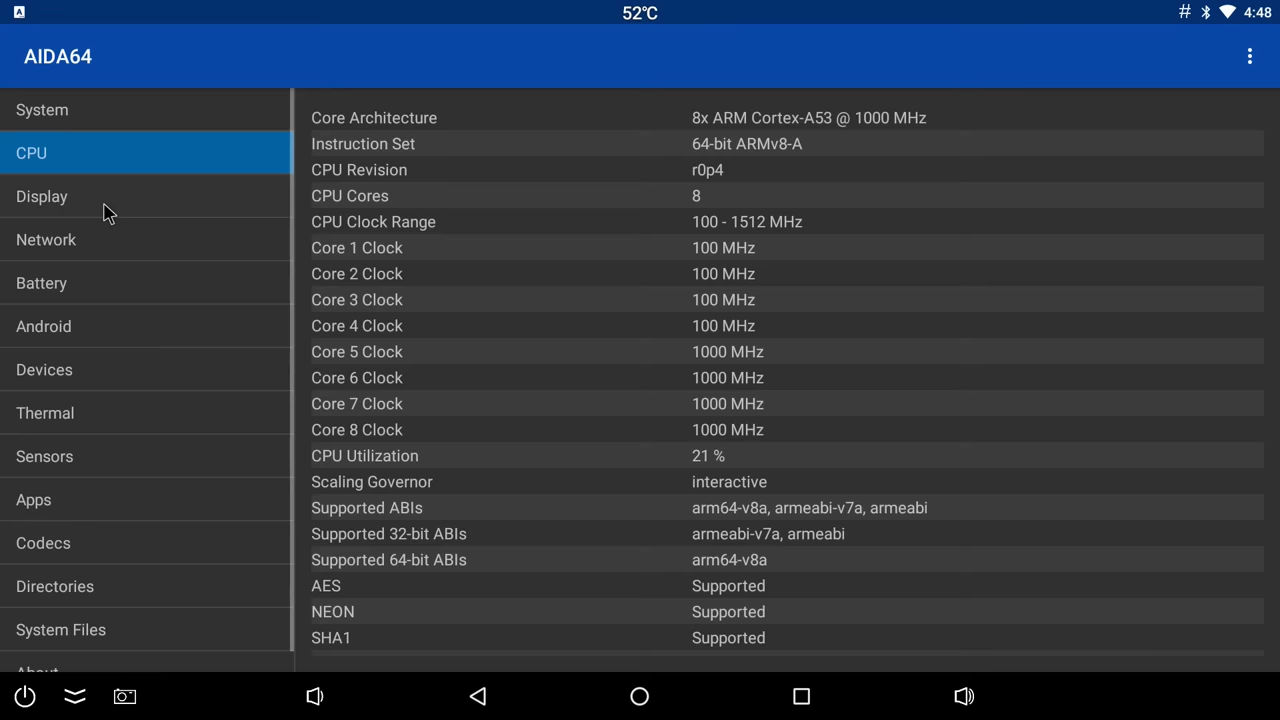 A 52℃ # 4:48
AIDA64
System
CPU
Display
Network
Battery
Android
Devices
Thermal
Sensors
Apps
Codecs
Directories
System Files
About
Core Architecture 8x ARM Cortex-A53 @ 1000 MHz
Instruction Set 64-bit ARMv8-A
CPU Revision r0p4
CPU Cores 8
CPU Clock Range 100 - 1512 MHz
Core 1 Clock 100 MHz
Core 2 Clock 100 MHz
Core 3 Clock 100 MHz
Core 4 Clock 100 MHz
Core 5 Clock 1000 MHz
Core 6 Clock 1000 MHz
Core 7 Clock 1000 MHz
Core 8 Clock 1000 MHz
CPU Utilization 21 %
Scaling Governor interactive
Supported ABIs arm64-v8a, armeabi-v7a, armeabi
Supported 32-bit ABIs armeabi-v7a, armeabi
Supported 64-bit ABIs arm64-v8a
AES Supported
NEON Supported
SHA1 Supported